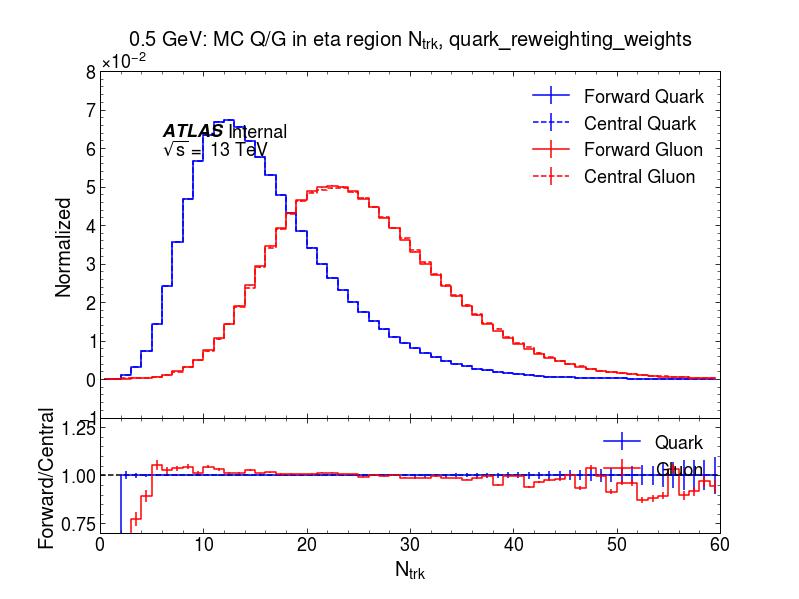 0.5 GeV: MC Q/G in eta region N_trk, quark_reweighting_weights
×10⁻²
8
7
6
5
4
3
2
1
0
−1
Normalized
ATLAS Internal
√s = 13 TeV
Forward Quark
Central Quark
Forward Gluon
Central Gluon
1.25
1.00
0.75
Forward/Central
Quark
Gluon
0 10 20 30 40 50 60
N_trk